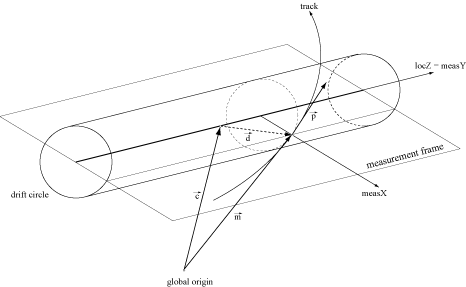 track
locZ = measY
p
d
measurement frame
drift circle
measX
c
m
global origin